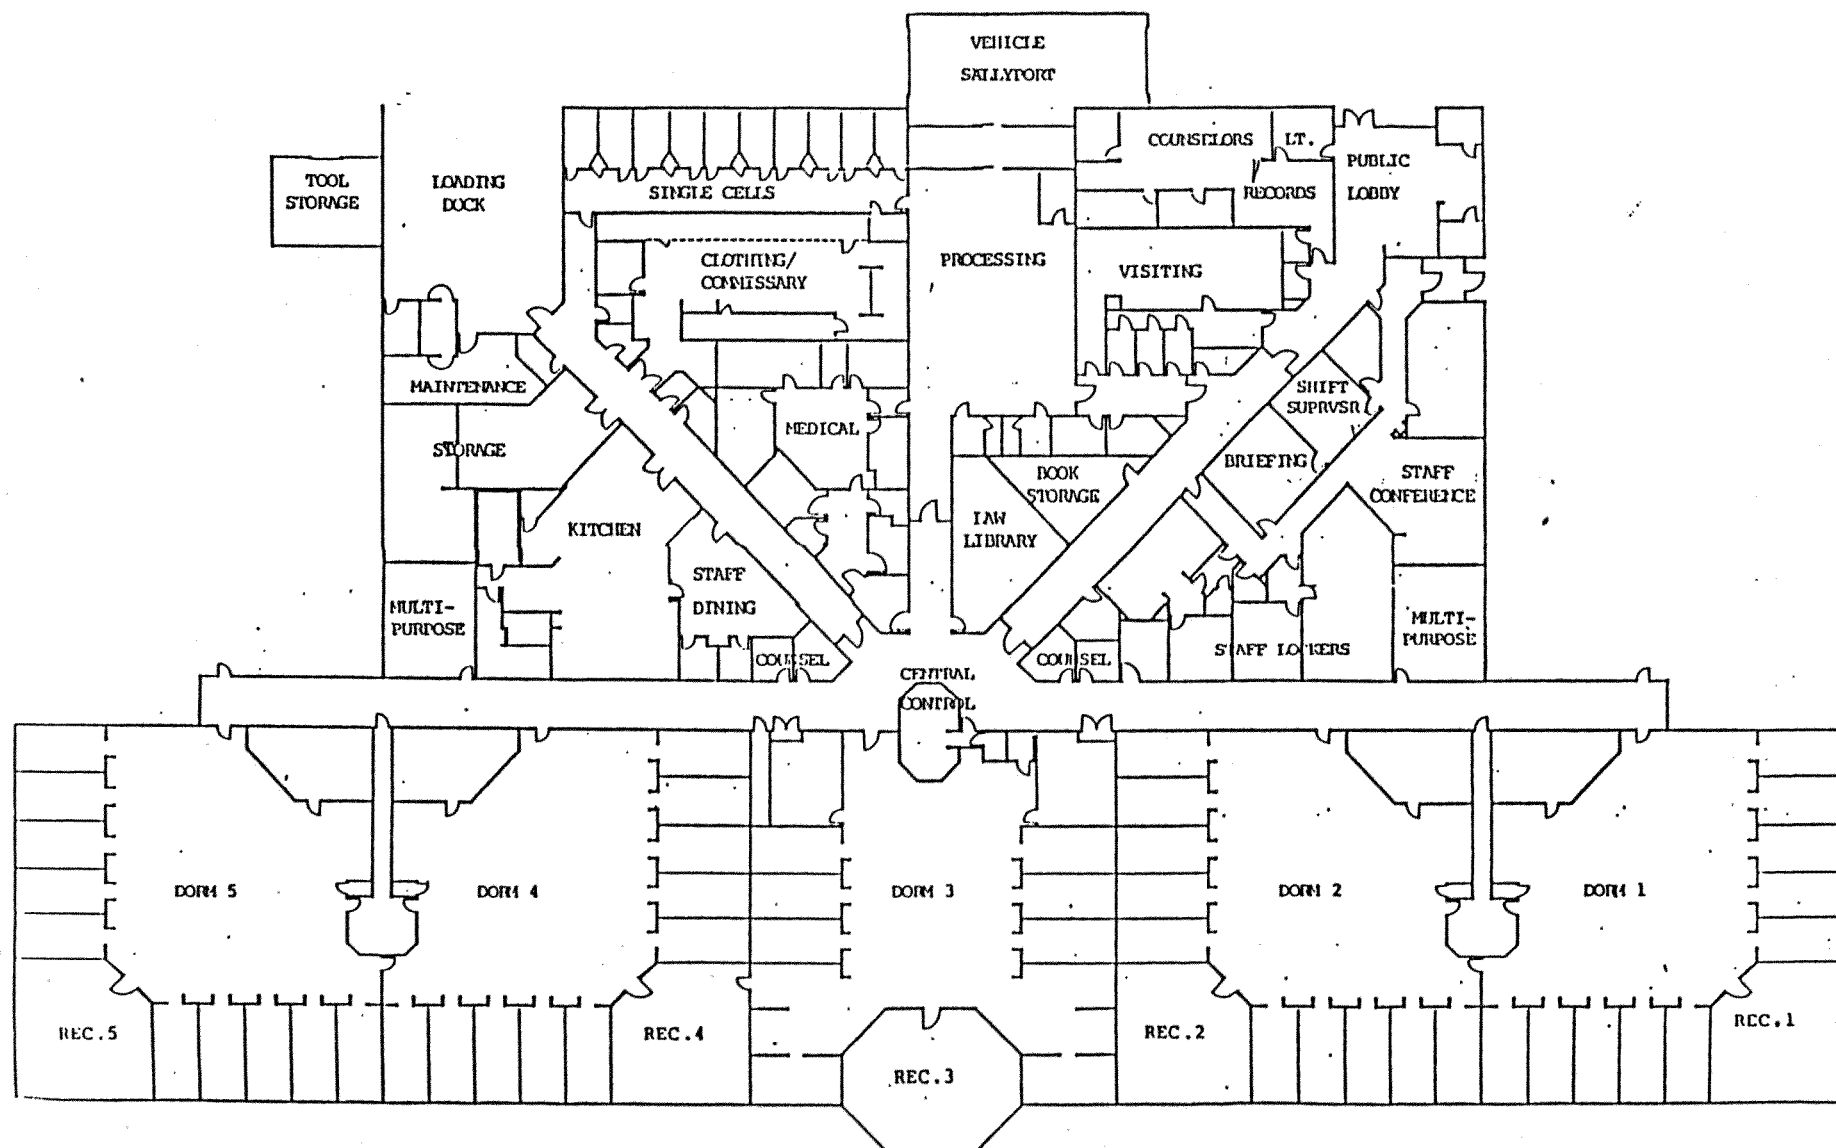 VEHICLE
SALLYPORT
COUNSELORS
LT.
PUBLIC
LOBBY
RECORDS
TOOL
STORAGE
LOADING
DOCK
SINGLE CELLS
CLOTHING/
COMMISSARY
PROCESSING
VISITING
MAINTENANCE
SHIFT
SUPRVSR
MEDICAL
STORAGE
BOOK
STORAGE
BRIEFING
STAFF
CONFERENCE
KITCHEN
LAW
LIBRARY
STAFF
DINING
MULTI-
PURPOSE
MULTI-
PURPOSE
COUNSEL
COUNSEL
STAFF LOCKERS
CENTRAL
CONTROL
DORM 5
DORM 4
DORM 3
DORM 2
DORM 1
REC.5
REC.4
REC.3
REC.2
REC.1